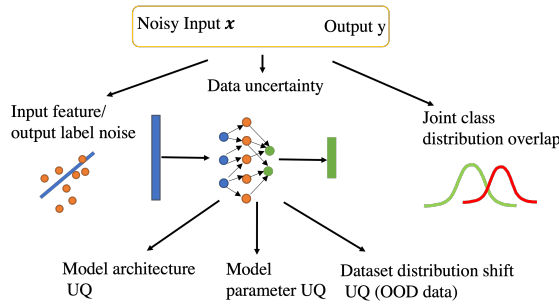 Noisy Input x Output y
Data uncertainty
Input feature/
output label noise
Joint class
distribution overlap
Model architecture
UQ
Model
parameter UQ
Dataset distribution shift
UQ (OOD data)